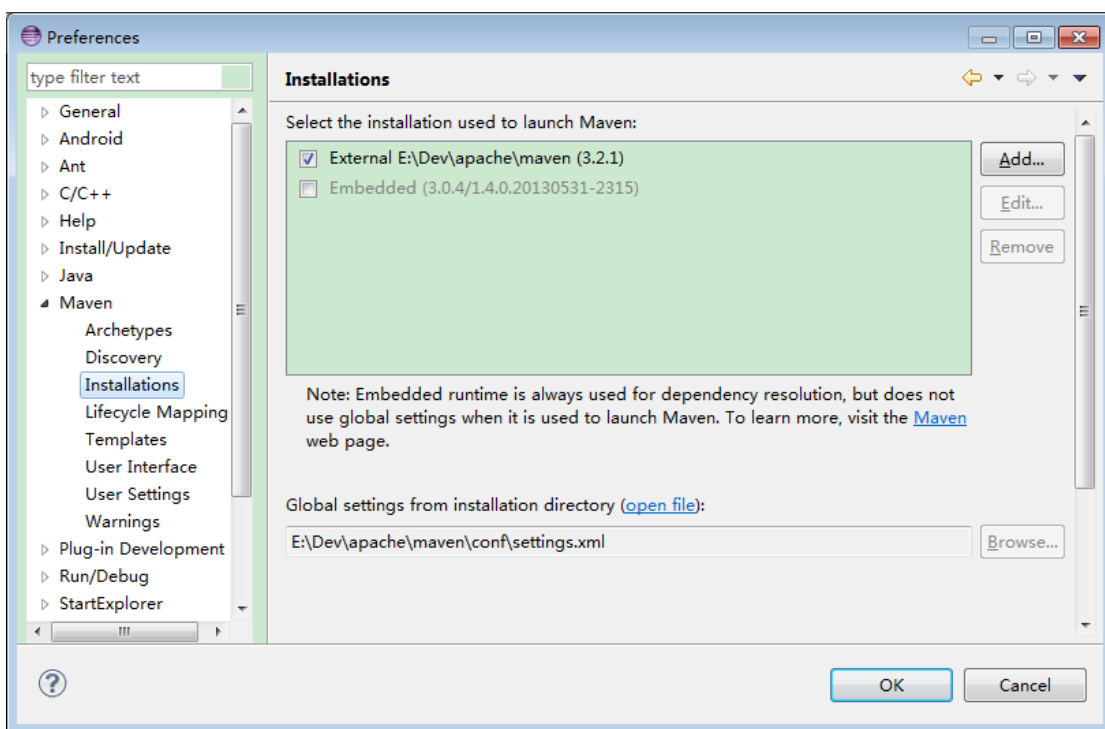 Preferences
type filter text
General
Android
Ant
C/C++
Help
Install/Update
Java
Maven
Archetypes
Discovery
Installations
Lifecycle Mapping
Templates
User Interface
User Settings
Warnings
Plug-in Development
Run/Debug
StartExplorer
Installations
Select the installation used to launch Maven:
External E:\Dev\apache\maven (3.2.1)
Embedded (3.0.4/1.4.0.20130531-2315)
Add...
Edit...
Remove
Note: Embedded runtime is always used for dependency resolution, but does not
use global settings when it is used to launch Maven. To learn more, visit the Maven
web page.
Global settings from installation directory (open file):
E:\Dev\apache\maven\conf\settings.xml
Browse...
?
OK
Cancel